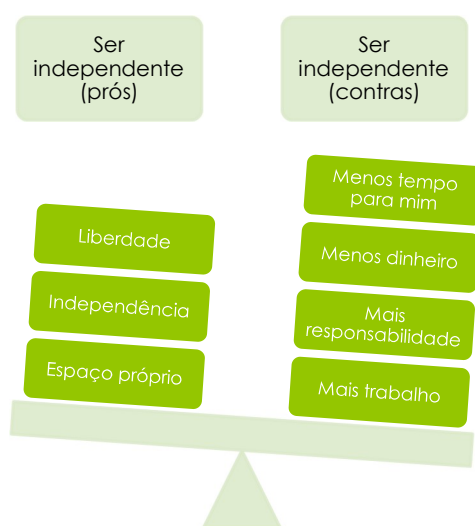 Ser
independente
(prós)
Ser
independente
(contras)
Liberdade
Independência
Espaço próprio
Menos tempo
para mim
Menos dinheiro
Mais
responsabilidade
Mais trabalho